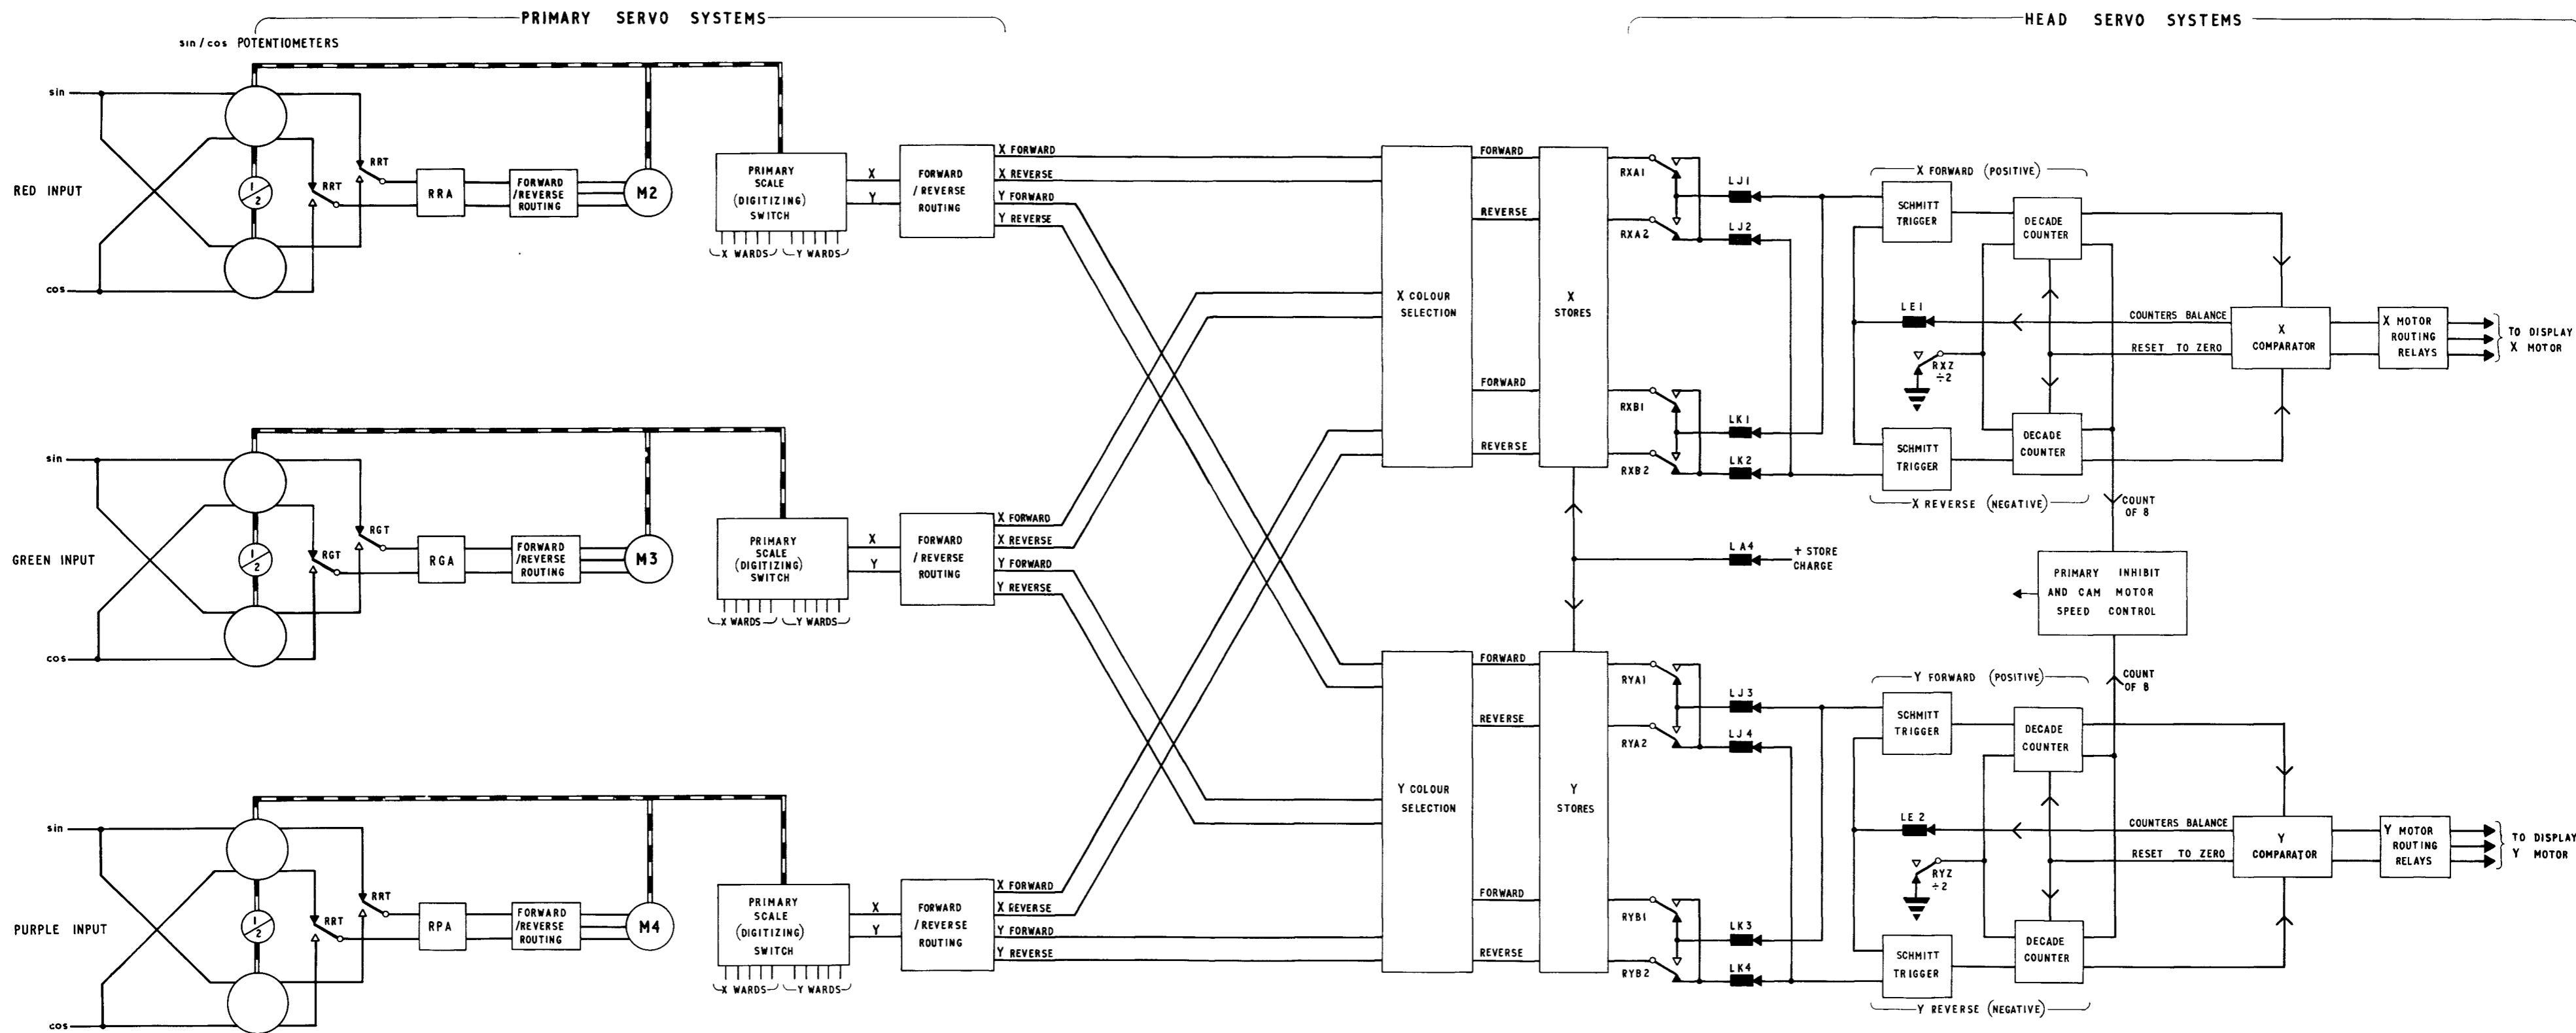 PRIMARY SERVO SYSTEMS
HEAD SERVO SYSTEMS
sin/cos POTENTIOMETERS
sin
cos
RED INPUT
1/2
RRT
RRT
RRA
FORWARD
/REVERSE
ROUTING
M2
PRIMARY
SCALE
(DIGITIZING)
SWITCH
X WARDS
Y WARDS
X
Y
FORWARD
/REVERSE
ROUTING
X FORWARD
X REVERSE
Y FORWARD
Y REVERSE
sin
cos
GREEN INPUT
1/2
RGT
RGT
RGA
FORWARD
/REVERSE
ROUTING
M3
PRIMARY
SCALE
(DIGITIZING)
SWITCH
X WARDS
Y WARDS
X
Y
FORWARD
/REVERSE
ROUTING
X FORWARD
X REVERSE
Y FORWARD
Y REVERSE
sin
cos
PURPLE INPUT
1/2
RRT
RRT
RPA
FORWARD
/REVERSE
ROUTING
M4
PRIMARY
SCALE
(DIGITIZING)
SWITCH
X WARDS
Y WARDS
X
Y
FORWARD
/REVERSE
ROUTING
X FORWARD
X REVERSE
Y FORWARD
Y REVERSE
X COLOUR
SELECTION
FORWARD
REVERSE
FORWARD
REVERSE
X
STORES
RXA1
RXA2
RXB1
RXB2
LJ1
LJ2
LK1
LK2
X FORWARD (POSITIVE)
SCHMITT
TRIGGER
DECADE
COUNTER
LE1
COUNTERS BALANCE
RXZ
÷2
RESET TO ZERO
X
COMPARATOR
X MOTOR
ROUTING
RELAYS
TO DISPLAY
X MOTOR
SCHMITT
TRIGGER
DECADE
COUNTER
X REVERSE (NEGATIVE)
COUNT
OF 8
LA4
+ STORE
CHARGE
PRIMARY INHIBIT
AND CAM MOTOR
SPEED CONTROL
COUNT
OF 8
Y COLOUR
SELECTION
FORWARD
REVERSE
FORWARD
REVERSE
Y
STORES
RYA1
RYA2
RYB1
RYB2
LJ3
LJ4
LK3
LK4
Y FORWARD (POSITIVE)
SCHMITT
TRIGGER
DECADE
COUNTER
LE2
COUNTERS BALANCE
RYZ
÷2
RESET TO ZERO
Y
COMPARATOR
Y MOTOR
ROUTING
RELAYS
TO DISPLAY
Y MOTOR
SCHMITT
TRIGGER
DECADE
COUNTER
Y REVERSE (NEGATIVE)